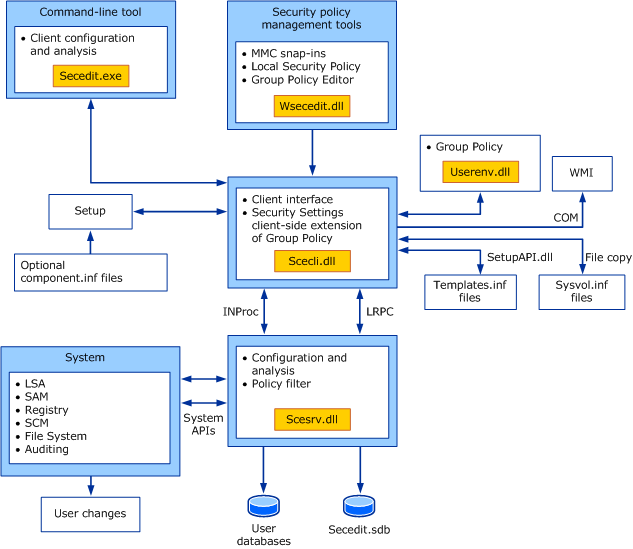 Command-line tool
• Client configuration
and analysis
Secedit.exe
Security policy
management tools
• MMC snap-ins
• Local Security Policy
• Group Policy Editor
Wsecedit.dll
• Group Policy
Userenv.dll
WMI
COM
Setup
Optional
component.inf files
• Client interface
• Security Settings
client-side extension
of Group Policy
Scecli.dll
SetupAPI.dll
File copy
Templates.inf
files
Sysvol.inf
files
INProc
LRPC
System
• LSA
• SAM
• Registry
• SCM
• File System
• Auditing
System
APIs
• Configuration and
analysis
• Policy filter
Scesrv.dll
User changes
User
databases
Secedit.sdb